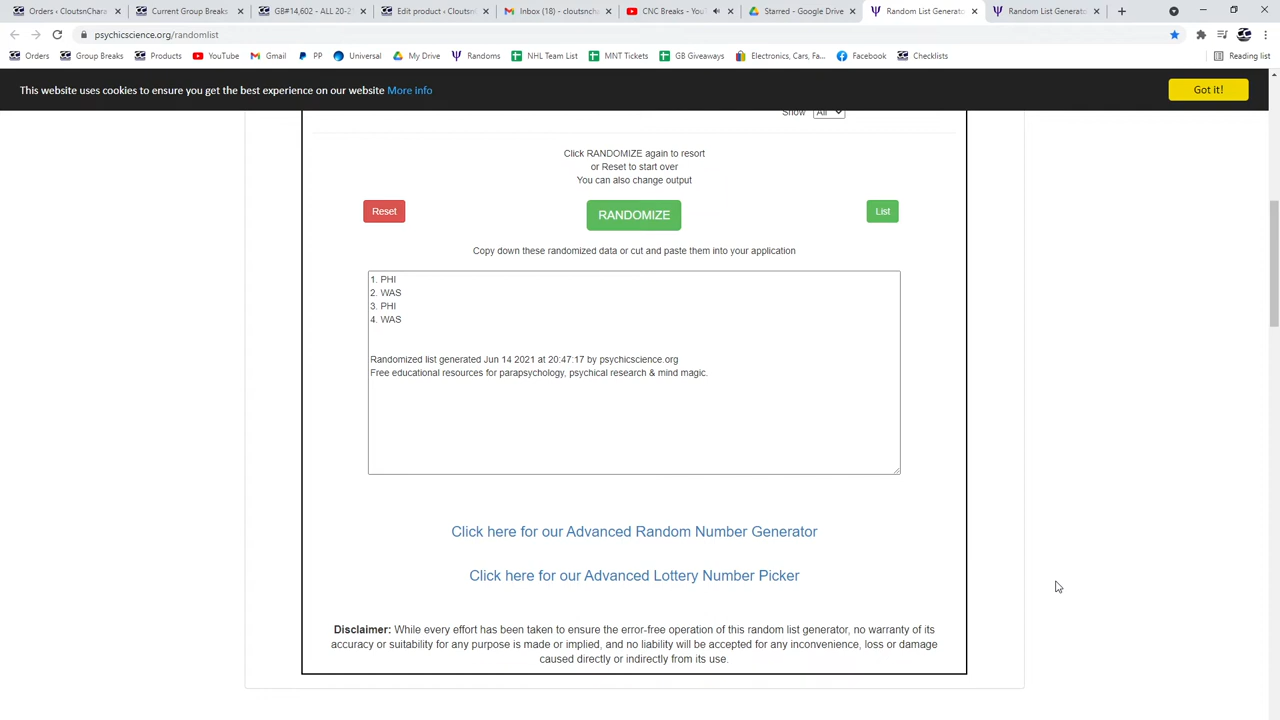 Orders ‹ CloutsnChara
Current Group Breaks
GB#14,602 - ALL 20-21
Edit product ‹ Cloutsn
Inbox (18) - cloutsnchar
CNC Breaks - YouTu
Starred - Google Drive
Random List Generato
Random List Generato
psychicscience.org/randomlist
Orders
Group Breaks
Products
YouTube
Gmail
PP
Universal
My Drive
Randoms
NHL Team List
MNT Tickets
GB Giveaways
Electronics, Cars, Fa...
Facebook
Checklists
Reading list
This website uses cookies to ensure you get the best experience on our website More info
Got it!
Show All
Click RANDOMIZE again to resort
or Reset to start over
You can also change output
Reset
RANDOMIZE
List
Copy down these randomized data or cut and paste them into your application
1. PHI
2. WAS
3. PHI
4. WAS
Randomized list generated Jun 14 2021 at 20:47:17 by psychicscience.org
Free educational resources for parapsychology, psychical research & mind magic.
Click here for our Advanced Random Number Generator
Click here for our Advanced Lottery Number Picker
Disclaimer: While every effort has been taken to ensure the error-free operation of this random list generator, no warranty of its
accuracy or suitability for any purpose is made or implied, and no liability will be accepted for any inconvenience, loss or damage
caused directly or indirectly from its use.